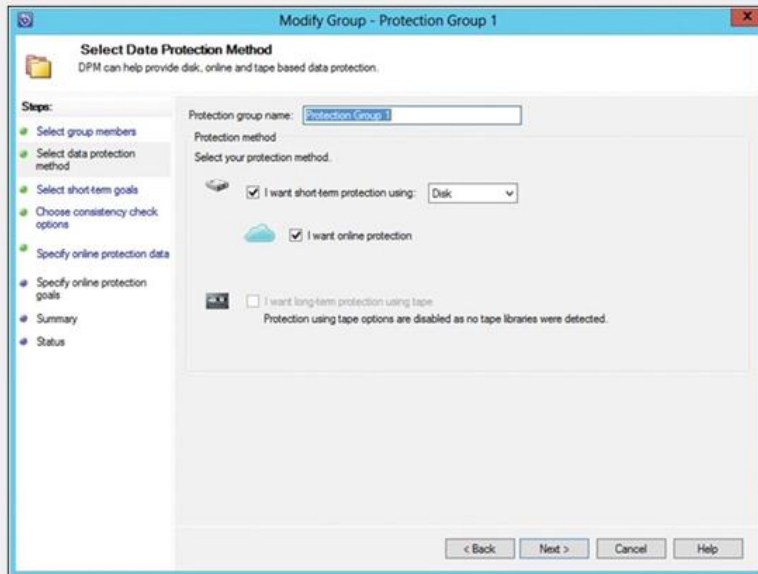 Modify Group - Protection Group 1
x
Select Data Protection Method
DPM can help provide disk, online and tape based data protection.
Steps:
Select group members
Select data protection
method
Select short-term goals
Choose consistency check
options
Specify online protection data
Specify online protection
goals
Summary
Status
Protection group name: Protection Group 1
Protection method
Select your protection method.
I want short-term protection using: Disk
I want online protection
I want long-term protection using tape
Protection using tape options are disabled as no tape libraries were detected.
< Back Next > Cancel Help